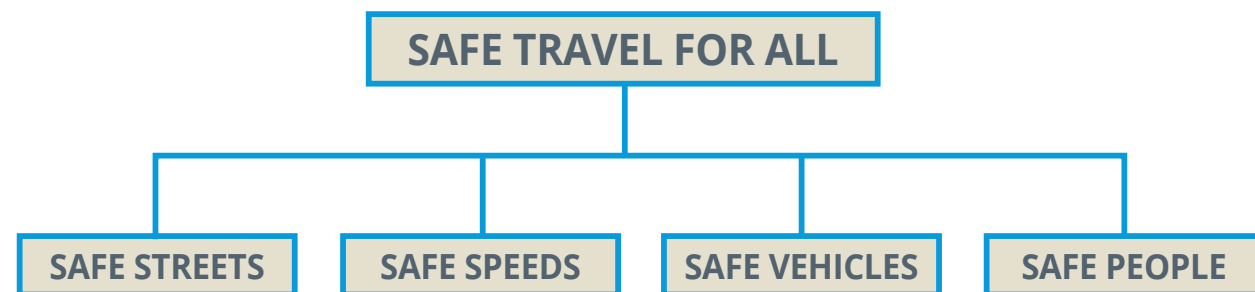 SAFE TRAVEL FOR ALL
SAFE STREETS
SAFE SPEEDS
SAFE VEHICLES
SAFE PEOPLE